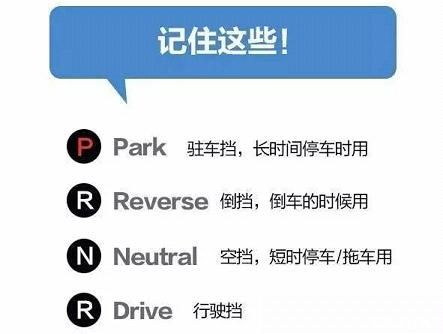 记住这些!
P Park 驻车挡，长时间停车时用
R Reverse 倒挡，倒车的时候用
N Neutral 空挡，短时停车/拖车用
R Drive 行驶挡